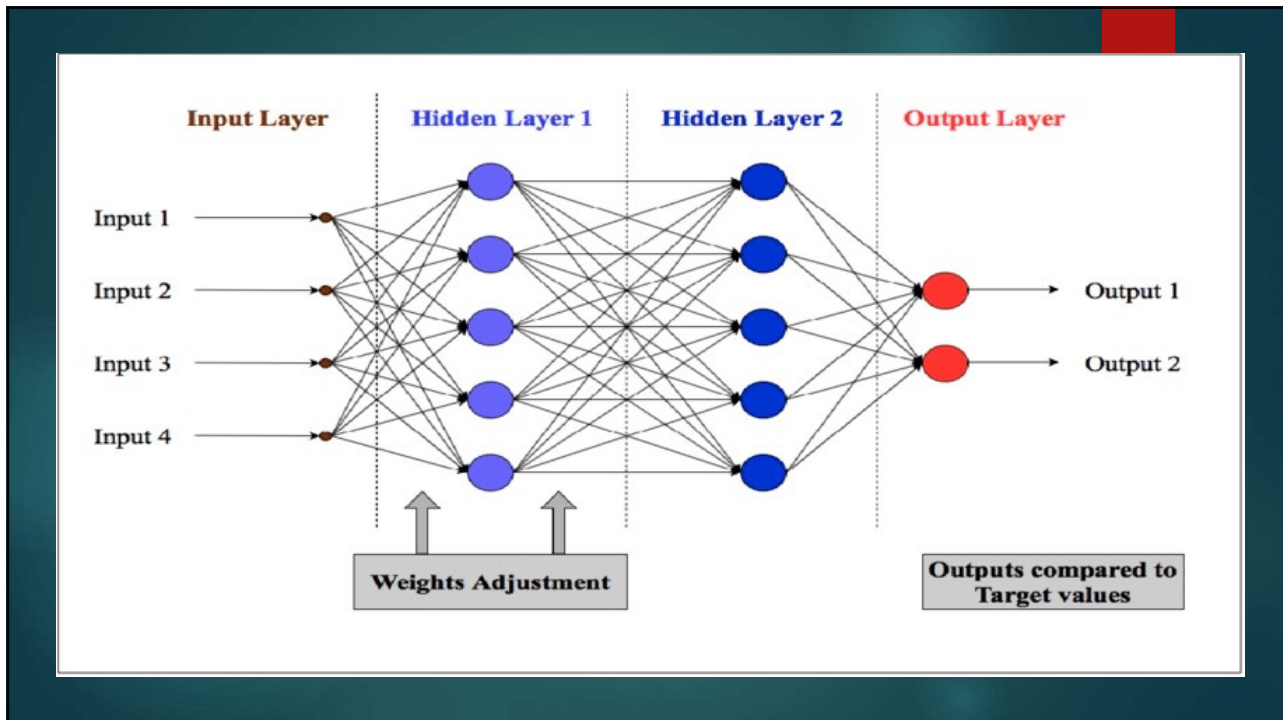 Input Layer
Hidden Layer 1
Hidden Layer 2
Output Layer
Input 1
Input 2
Input 3
Input 4
Output 1
Output 2
Weights Adjustment
Outputs compared to
Target values